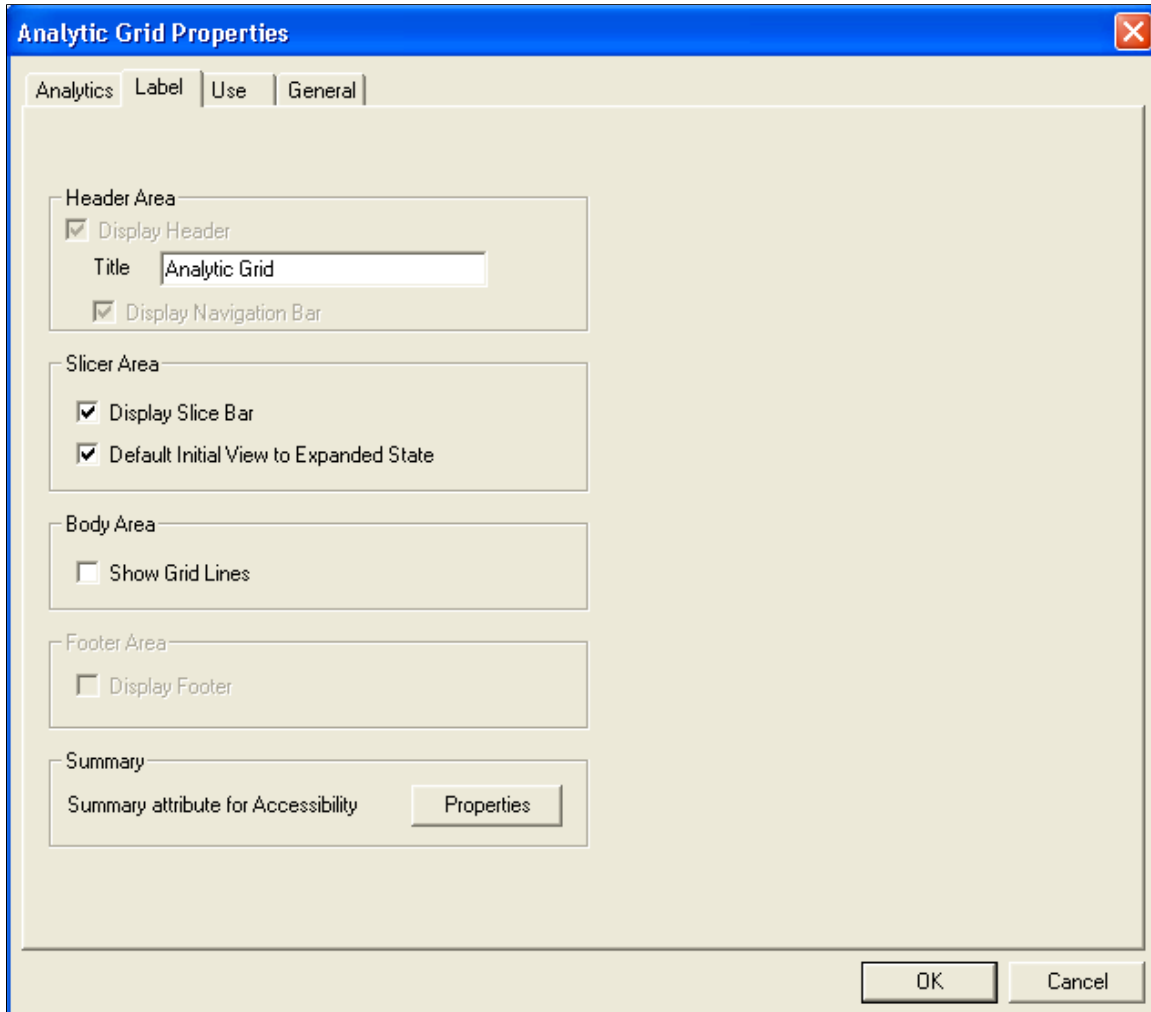 Analytic Grid Properties
Analytics Label Use General
Header Area
Display Header
Title Analytic Grid
Display Navigation Bar
Slicer Area
Display Slice Bar
Default Initial View to Expanded State
Body Area
Show Grid Lines
Footer Area
Display Footer
Summary
Summary attribute for Accessibility Properties
OK Cancel